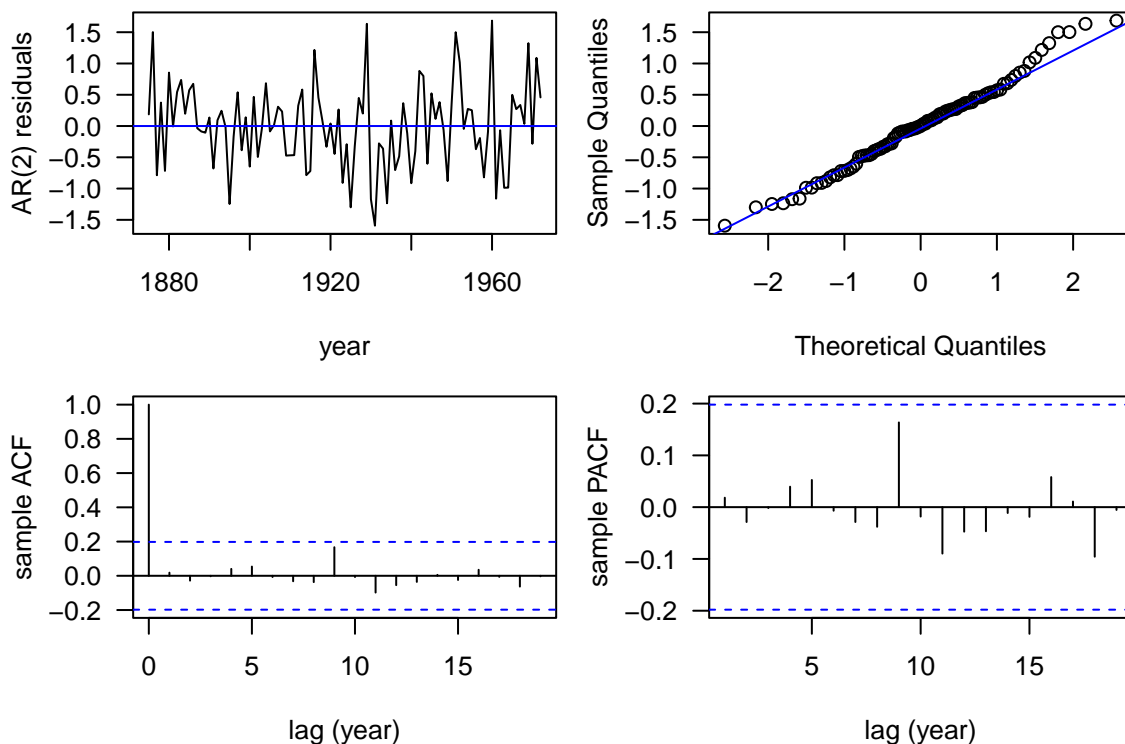 AR(2) residuals
1.5
1.0
0.5
0.0
−0.5
−1.0
−1.5
1880 1920 1960
year
Sample Quantiles
1.5
1.0
0.5
0.0
−0.5
−1.0
−1.5
−2 −1 0 1 2
Theoretical Quantiles
sample ACF
1.0
0.8
0.6
0.4
0.2
0.0
−0.2
0 5 10 15
lag (year)
sample PACF
0.2
0.1
0.0
−0.1
−0.2
5 10 15
lag (year)